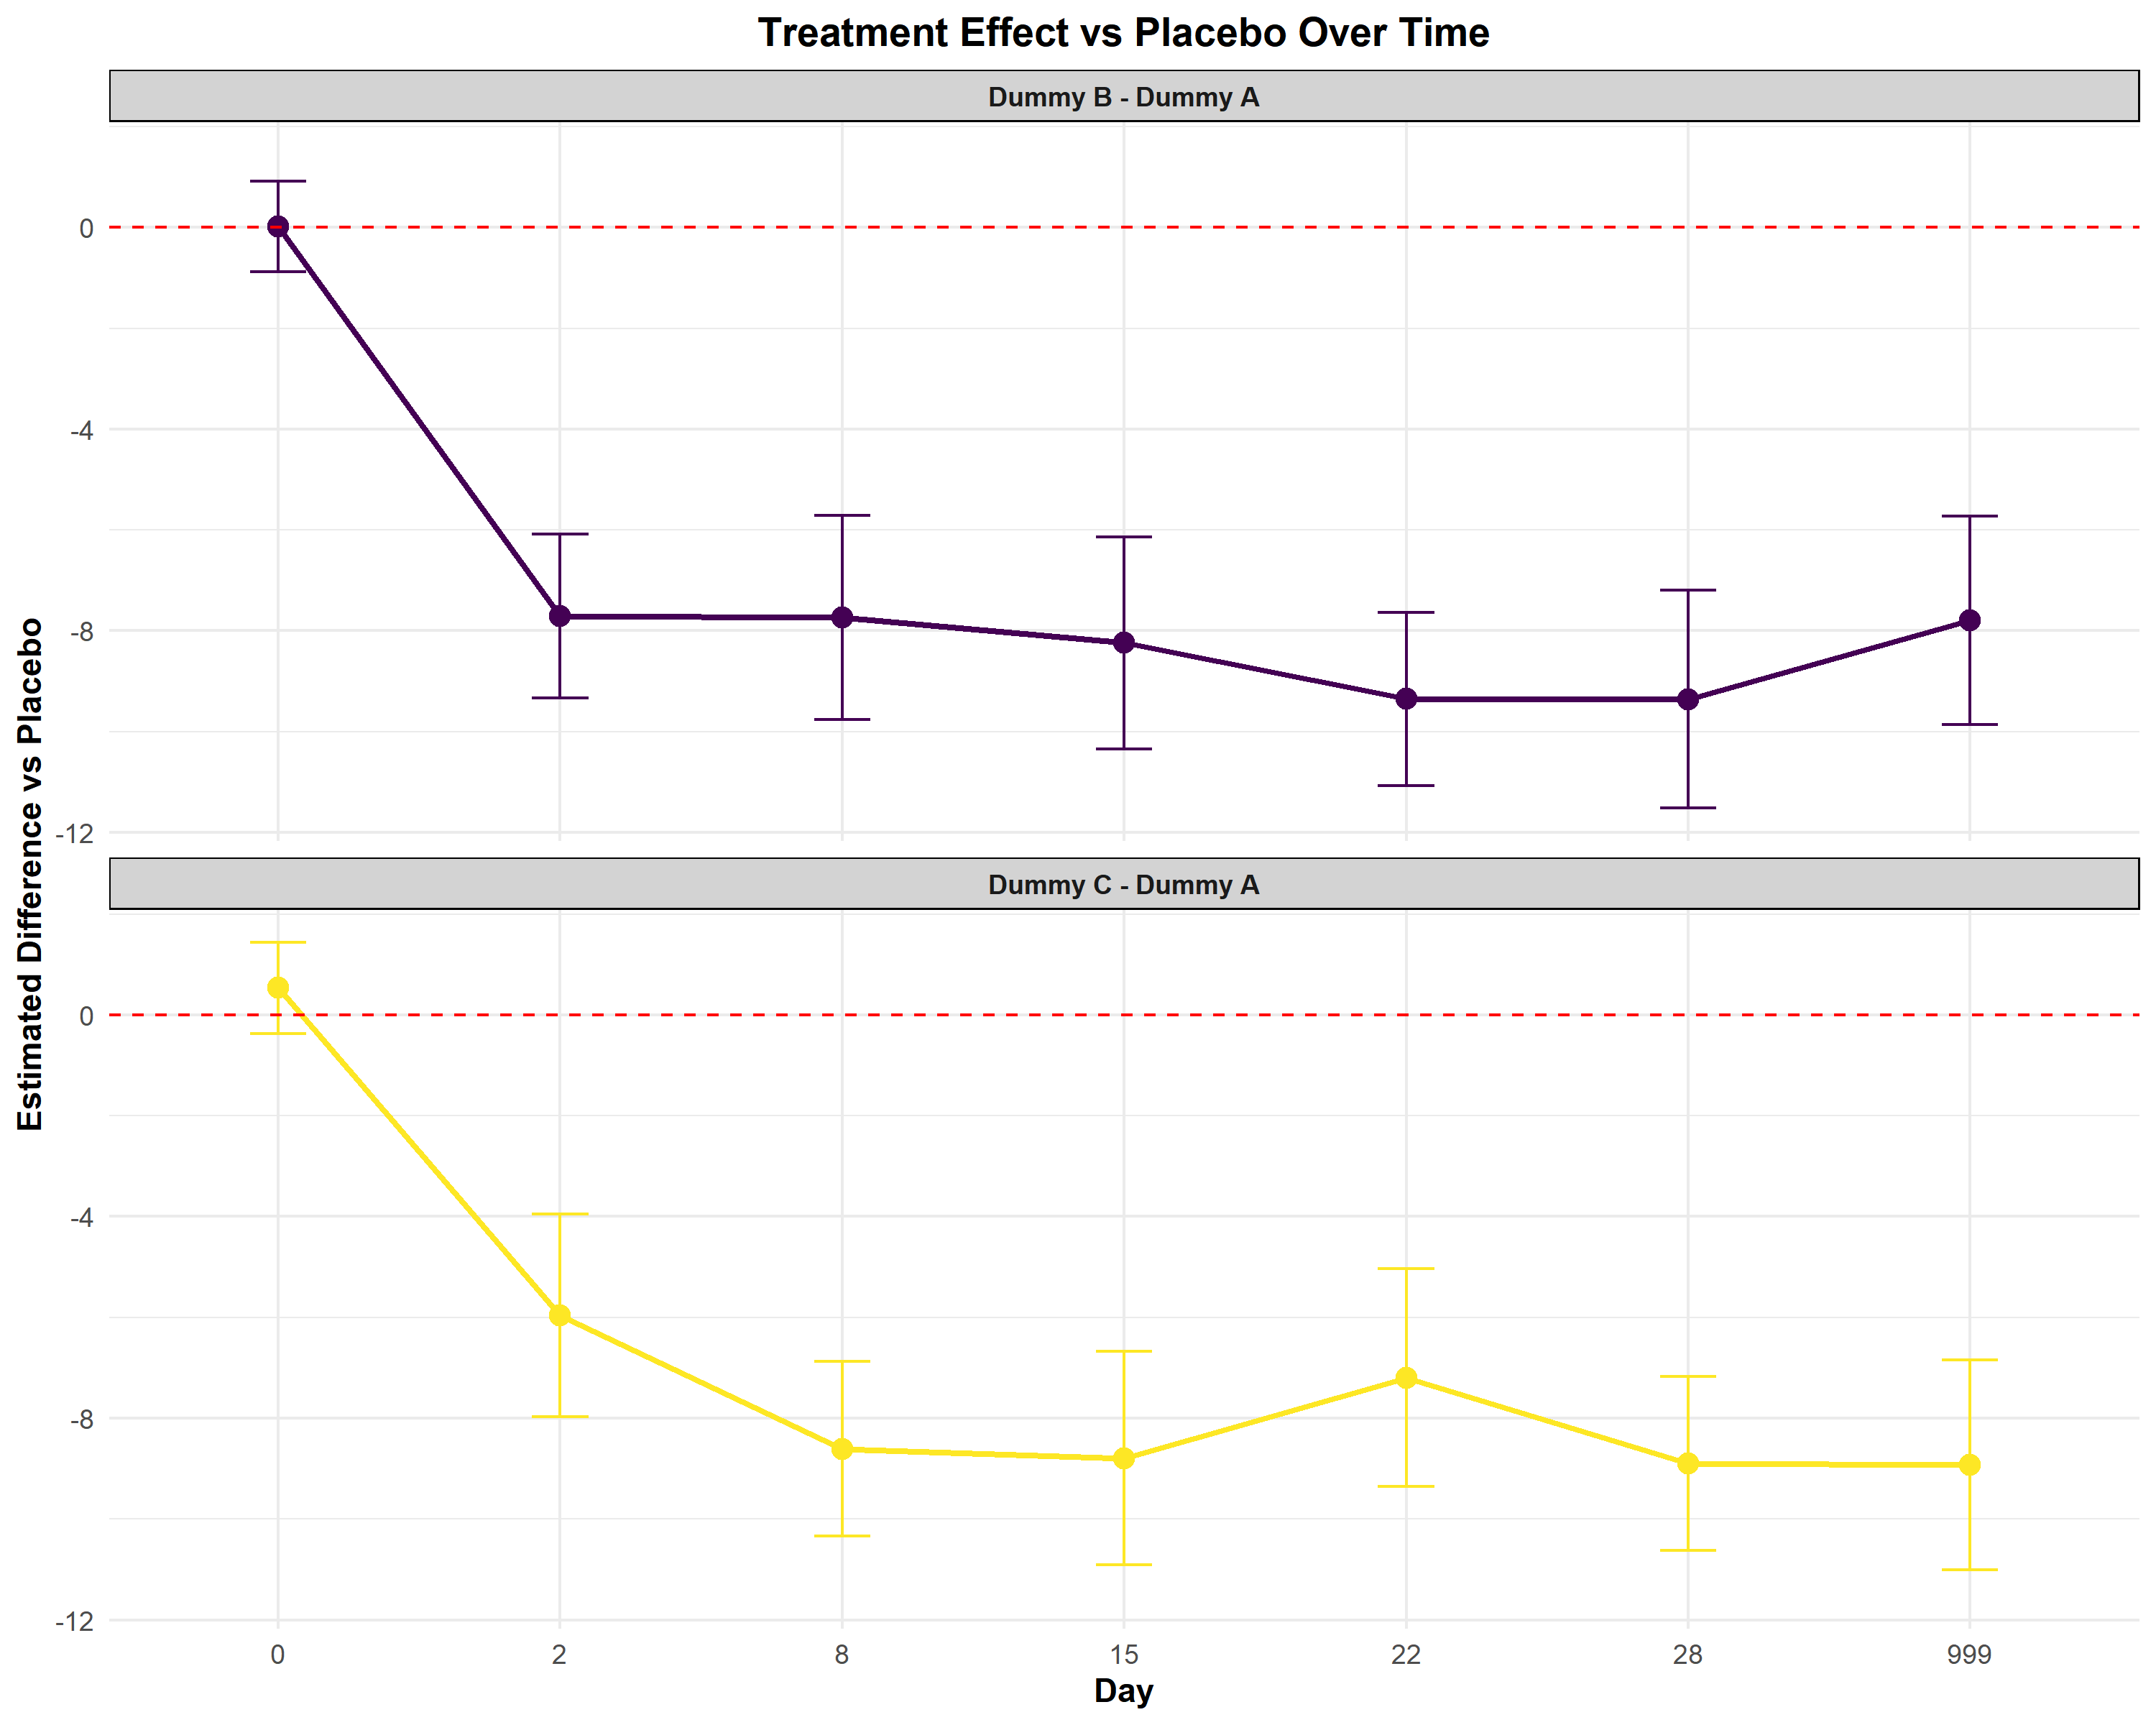 Treatment Effect vs Placebo Over Time
Dummy B - Dummy A
0
-4
-8
-12
Estimated Difference vs Placebo
Dummy C - Dummy A
0
-4
-8
-12
0 2 8 15 22 28 999
Day